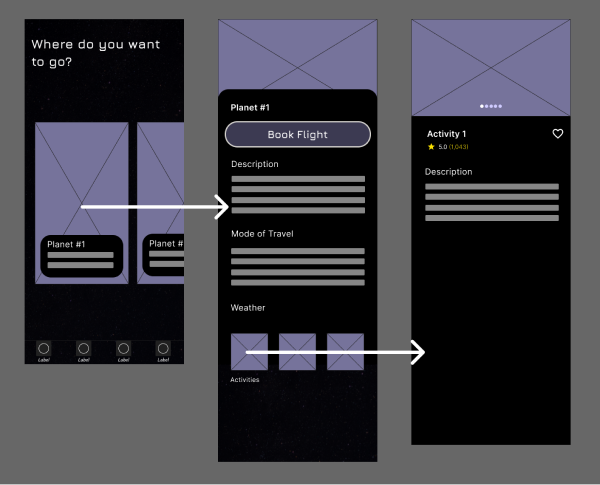 Where do you want
to go?
Planet #1
Planet #
Label
Label
Label
Label
Planet #1
Book Flight
Description
Mode of Travel
Weather
Activities
Activity 1
5.0 (1,043)
Description